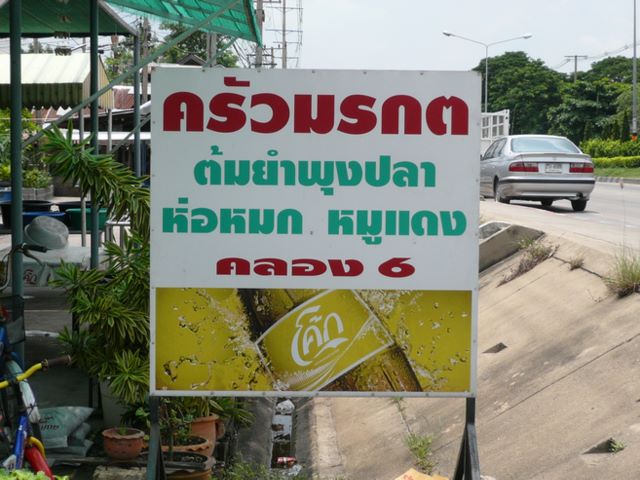 ครัวมรกต
ต้มยำพุงปลา
ห่อหมก หมูแดง
คลอง ๖
โค้ก